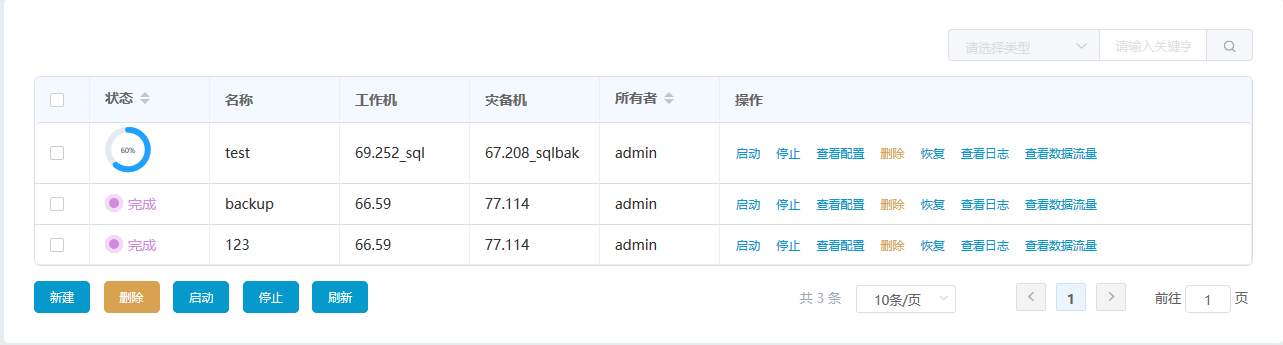 请选择类型 请输入关键字
状态 名称 工作机 灾备机 所有者 操作
60% test 69.252_sql 67.208_sqlbak admin 启动 停止 查看配置 删除 恢复 查看日志 查看数据流量
完成 backup 66.59 77.114 admin 启动 停止 查看配置 删除 恢复 查看日志 查看数据流量
完成 123 66.59 77.114 admin 启动 停止 查看配置 删除 恢复 查看日志 查看数据流量
新建 删除 启动 停止 刷新 共 3 条 10条/页 1 前往 1 页